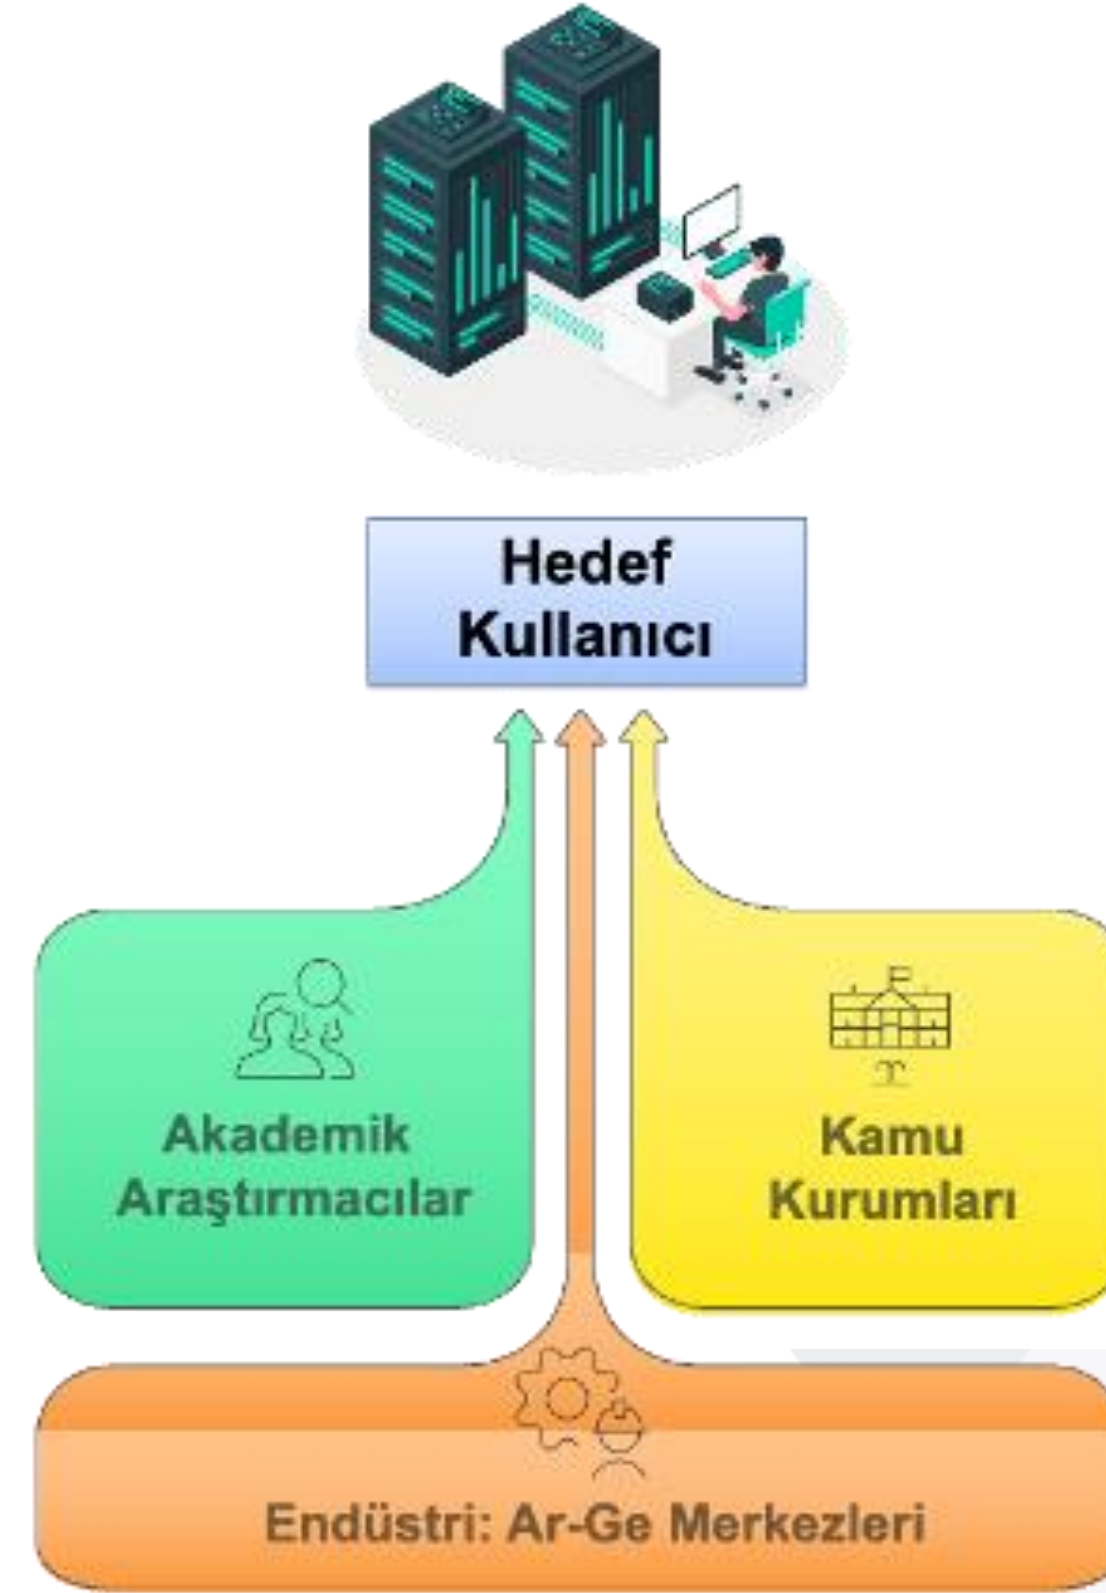 Hedef
Kullanıcı
Akademik
Araştırmacılar
Kamu
Kurumları
Endüstri: Ar-Ge Merkezleri